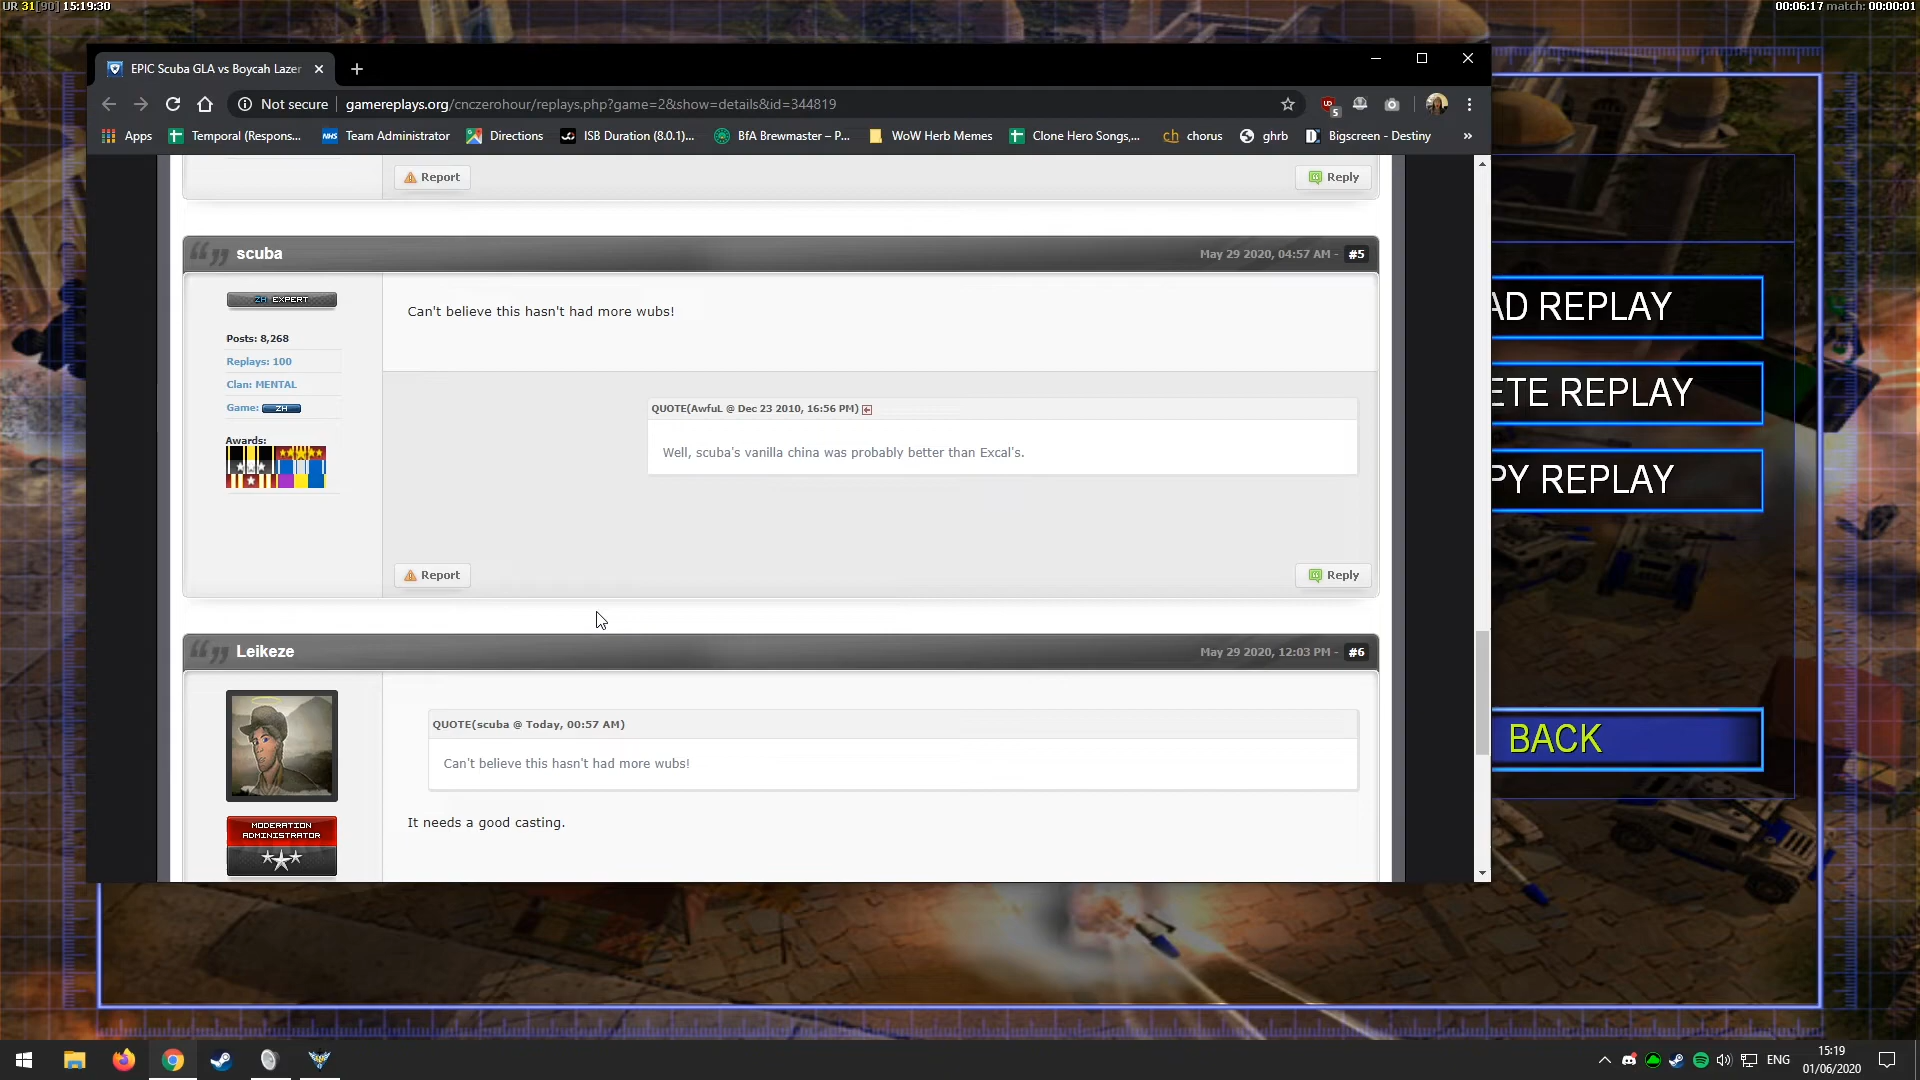 UR 31[90] 15:19:30
00:06:17 match: 00:00:01
EPIC Scuba GLA vs Boycah Lazer
Not secure gamereplays.org/cnczerohour/replays.php?game=2&show=details&id=344819
5
Apps Temporal (Respons... NHS Team Administrator Directions ISB Duration (8.0.1)... BfA Brewmaster – P... WoW Herb Memes Clone Hero Songs,... ch chorus ghrb Bigscreen - Destiny »
Report Reply
scuba May 29 2020, 04:57 AM - #5
ZH EXPERT
Can't believe this hasn't had more wubs!
Posts: 8,268
Replays: 100
Clan: MENTAL
Game: ZH
Awards:
QUOTE(AwfuL @ Dec 23 2010, 16:56 PM)
Well, scuba's vanilla china was probably better than Excal's.
Report Reply
Leikeze May 29 2020, 12:03 PM - #6
QUOTE(scuba @ Today, 00:57 AM)
Can't believe this hasn't had more wubs!
It needs a good casting.
MODERATION
ADMINISTRATOR
AD REPLAY
ETE REPLAY
PY REPLAY
BACK
ENG
15:19
01/06/2020